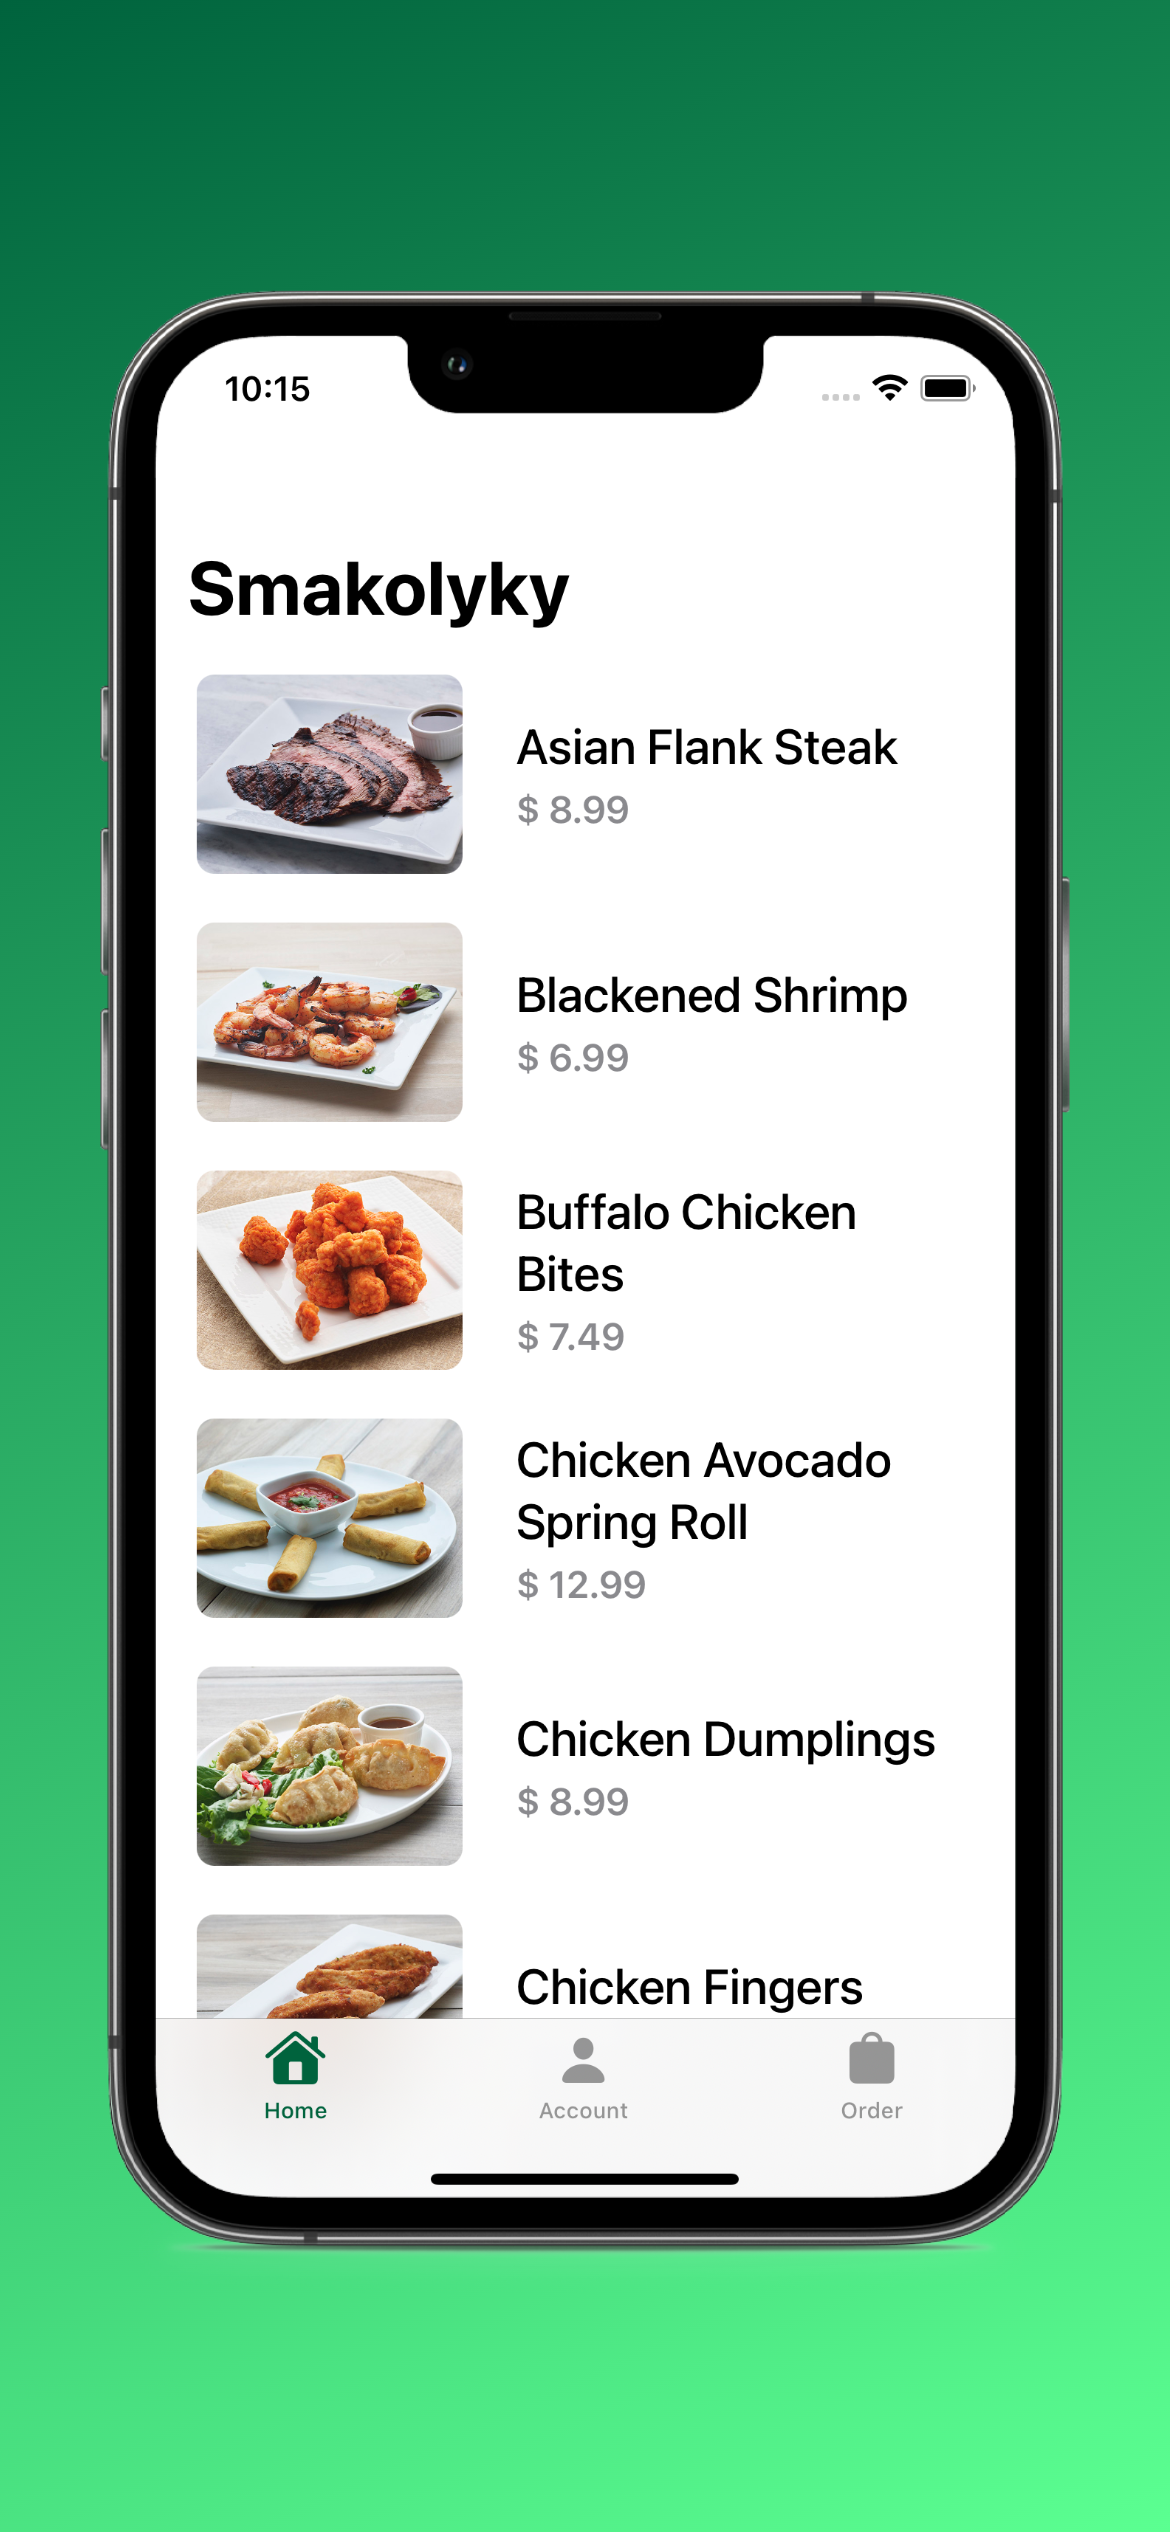 10:15
Smakolyky
Asian Flank Steak
$ 8.99
Blackened Shrimp
$ 6.99
Buffalo Chicken
Bites
$ 7.49
Chicken Avocado
Spring Roll
$ 12.99
Chicken Dumplings
$ 8.99
Chicken Fingers
Home
Account
Order